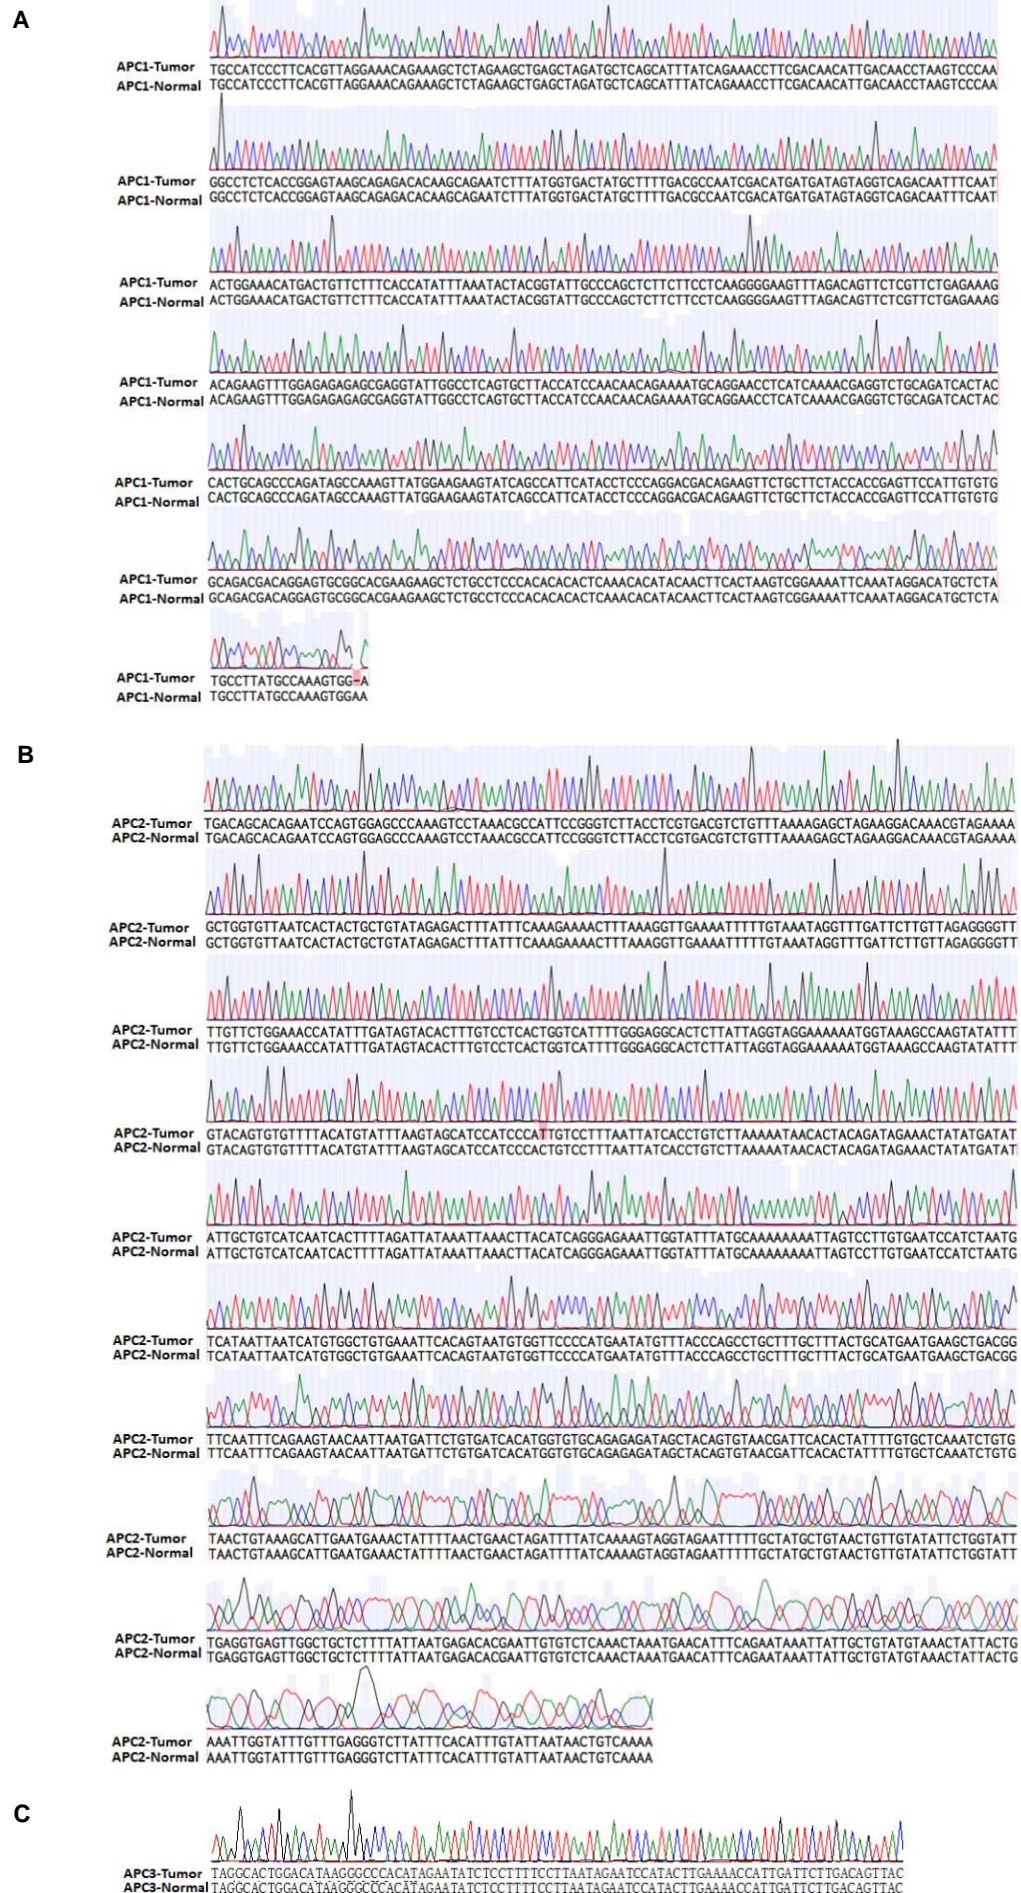 A
APC1-Tumor TGCCATCCCTTCACGTTAGGAAACAGAAAGCTCTAGAAGCTGAGCTAGATGCTCAGCATTTATCAGAAACCTTCGACAACATTGACAACCTAAGTCCCAA
APC1-Normal TGCCATCCCTTCACGTTAGGAAACAGAAAGCTCTAGAAGCTGAGCTAGATGCTCAGCATTTATCAGAAACCTTCGACAACATTGACAACCTAAGTCCCAA
APC1-Tumor GGCCTCTCACCGGAGTAAGCAGAGACACAAGCAGAATCTTTATGGTGACTATGCTTTTGACGCCAATCGACATGATGATAGTAGGTCAGACAATTTCAAT
APC1-Normal GGCCTCTCACCGGAGTAAGCAGAGACACAAGCAGAATCTTTATGGTGACTATGCTTTTGACGCCAATCGACATGATGATAGTAGGTCAGACAATTTCAAT
APC1-Tumor ACTGGAAACATGACTGTTCTTTCACCATATTTAAATACTACGGTATTGCCCAGCTCTTCTTCCTCAAGGGGAAGTTTAGACAGTTCTCGTTCTGAGAAAG
APC1-Normal ACTGGAAACATGACTGTTCTTTCACCATATTTAAATACTACGGTATTGCCCAGCTCTTCTTCCTCAAGGGGAAGTTTAGACAGTTCTCGTTCTGAGAAAG
APC1-Tumor ACAGAAGTTTGGAGAGAGAGCGAGGTATTGGCCTCAGTGCTTACCATCCAACAACAGAAAATGCAGGAACCTCATCAAAACGAGGTCTGCAGATCACTAC
APC1-Normal ACAGAAGTTTGGAGAGAGAGCGAGGTATTGGCCTCAGTGCTTACCATCCAACAACAGAAAATGCAGGAACCTCATCAAAACGAGGTCTGCAGATCACTAC
APC1-Tumor CACTGCAGCCCAGATAGCCAAAGTTATGGAAGAAGTATCAGCCATTCATACCTCCCAGGACGACAGAAGTTCTGCTTCTACCACCGAGTTCCATTGTGTG
APC1-Normal CACTGCAGCCCAGATAGCCAAAGTTATGGAAGAAGTATCAGCCATTCATACCTCCCAGGACGACAGAAGTTCTGCTTCTACCACCGAGTTCCATTGTGTG
APC1-Tumor GCAGACGACAGGAGTGCGGCACGAAGAAGCTCTGCCTCCCACACACACTCAAACACATACAACTTCACTAAGTCGGAAAATTCAAATAGGACATGCTCTA
APC1-Normal GCAGACGACAGGAGTGCGGCACGAAGAAGCTCTGCCTCCCACACACACTCAAACACATACAACTTCACTAAGTCGGAAAATTCAAATAGGACATGCTCTA
APC1-Tumor TGCCTTATGCCAAAGTGG-A
APC1-Normal TGCCTTATGCCAAAGTGGAA
B
APC2-Tumor TGACAGCACAGAATCCAGTGGAGCCCAAAGTCCTAAACGCCATTCCGGGTCTTACCTCGTGACGTCTGTTTAAAAGAGCTAGAAGGACAAACGTAGAAAA
APC2-Normal TGACAGCACAGAATCCAGTGGAGCCCAAAGTCCTAAACGCCATTCCGGGTCTTACCTCGTGACGTCTGTTTAAAAGAGCTAGAAGGACAAACGTAGAAAA
APC2-Tumor GCTGGTGTTAATCACTACTGCTGTATAGAGACTTTATTTCAAAGAAAACTTTAAAGGTTGAAAATTTTTGTAAATAGGTTTGATTCTTGTTAGAGGGGTT
APC2-Normal GCTGGTGTTAATCACTACTGCTGTATAGAGACTTTATTTCAAAGAAAACTTTAAAGGTTGAAAATTTTTGTAAATAGGTTTGATTCTTGTTAGAGGGGTT
APC2-Tumor TTGTTCTGGAAACCATATTTGATAGTACACTTTGTCCTCACTGGTCATTTTGGGAGGCACTCTTATTAGGTAGGAAAAAAATGGTAAAGCCAAGTATATTT
APC2-Normal TTGTTCTGGAAACCATATTTGATAGTACACTTTGTCCTCACTGGTCATTTTGGGAGGCACTCTTATTAGGTAGGAAAAAAATGGTAAAGCCAAGTATATTT
APC2-Tumor GTACAGTGTGTTTTACATGTATTTAAGTAGCATCCATCCCATTGTCCTTTAATTATCACCTGTCTTAAAAATAACACTACAGATAGAAACTATATGATAT
APC2-Normal GTACAGTGTGTTTTACATGTATTTAAGTAGCATCCATCCCACTGTCCTTTAATTATCACCTGTCTTAAAAATAACACTACAGATAGAAACTATATGATAT
APC2-Tumor ATTGCTGTCATCAATCACTTTTAGATTATAAATTAAACTTACATCAGGGAGAAATTGGTATTTATGCAAAAAAAATTAGTCCTTGTGAATCCATCTAATG
APC2-Normal ATTGCTGTCATCAATCACTTTTAGATTATAAATTAAACTTACATCAGGGAGAAATTGGTATTTATGCAAAAAAAATTAGTCCTTGTGAATCCATCTAATG
APC2-Tumor TCATAATTAATCATGTGGCTGTGAAATTCACAGTAATGTGGTTCCCCATGAATATGTTTACCCAGCCTGCTTTGCTTTACTGCATGAATGAAGCTGACGG
APC2-Normal TCATAATTAATCATGTGGCTGTGAAATTCACAGTAATGTGGTTCCCCATGAATATGTTTACCCAGCCTGCTTTGCTTTACTGCATGAATGAAGCTGACGG
APC2-Tumor TTCAATTTCAGAAGTAACAATTAATGATTCTGTGATCACATGGTGTGCAGAGAGATAGCTACAGTGTAACGATTCACACTATTTTGTGCTCAAATCTGTG
APC2-Normal TTCAATTTCAGAAGTAACAATTAATGATTCTGTGATCACATGGTGTGCAGAGAGATAGCTACAGTGTAACGATTCACACTATTTTGTGCTCAAATCTGTG
APC2-Tumor TAACTGTAAAGCATTGAATGAAACTATTTTAACTGAACTAGATTTTATCAAAAGTAGGTAGAATTTTTGCTATGCTGTAACTGTTGTATATTCTGGTATT
APC2-Normal TAACTGTAAAGCATTGAATGAAACTATTTTAACTGAACTAGATTTTATCAAAAGTAGGTAGAATTTTTGCTATGCTGTAACTGTTGTATATTCTGGTATT
APC2-Tumor TGAGGTGAGTTGGCTGCTCTTTTATTAATGAGACACGAATTGTGTCTCAAACTAAATGAACATTTCAGAATAAATTATTGCTGTATGTAAACTATTACTG
APC2-Normal TGAGGTGAGTTGGCTGCTCTTTTATTAATGAGACACGAATTGTGTCTCAAACTAAATGAACATTTCAGAATAAATTATTGCTGTATGTAAACTATTACTG
APC2-Tumor AAATTGGTATTTGTTTGAGGGTCTTATTTCACATTTGTATTAATAACTGTCAAAA
APC2-Normal AAATTGGTATTTGTTTGAGGGTCTTATTTCACATTTGTATTAATAACTGTCAAAA
C
APC3-Tumor TAGGCACTGGACATAAGGGCCCACATAGAATATCTCCTTTTCCTTAATAGAATCCATACTTGAAAACCATTGATTCTTGACAGTTAC
APC3-Normal TAGGCACTGGACATAAGGGCCCACATAGAATATCTCCTTTTCCTTAATAGAATCCATACTTGAAAACCATTGATTCTTGACAGTTAC